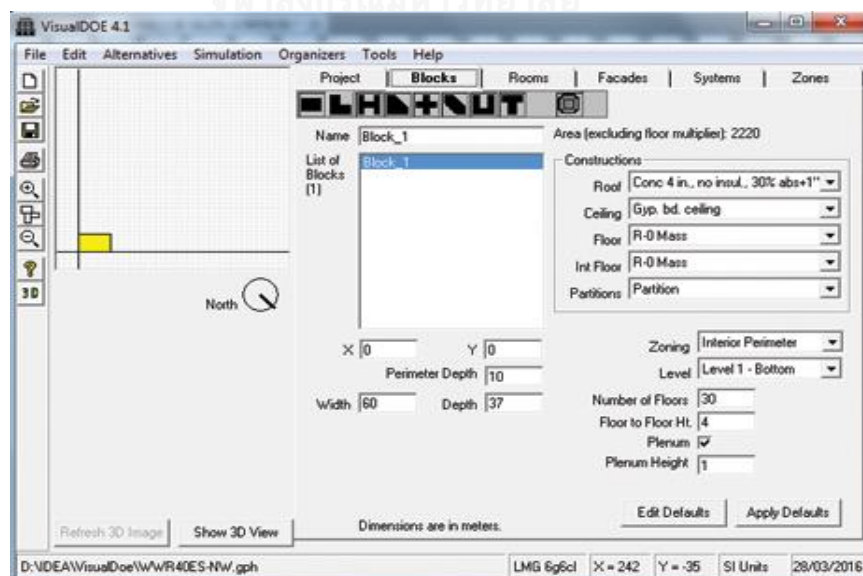 VisualDOE 4.1
File Edit Alternatives Simulation Organizers Tools Help
Project Blocks Rooms Facades Systems Zones
Name Block_1
Area (excluding floor multiplier): 2220
List of Blocks (1)
Block_1
Constructions
Roof Conc 4 in., no insul., 30% abs+1"
Ceiling Gyp. bd. ceiling
Floor R-0 Mass
Int Floor R-0 Mass
Partitions Partition
3D
North
X 0 Y 0
Perimeter Depth 10
Width 60 Depth 37
Zoning Interior Perimeter
Level Level 1 - Bottom
Number of Floors 30
Floor to Floor Ht. 4
Plenum
Plenum Height 1
Edit Defaults Apply Defaults
Refresh 3D Image Show 3D View
Dimensions are in meters.
D:\IDEA\VisualDoe\WWR40ES-NW.gph LMG 6g6cl X = 242 Y = -35 SI Units 28/03/2016